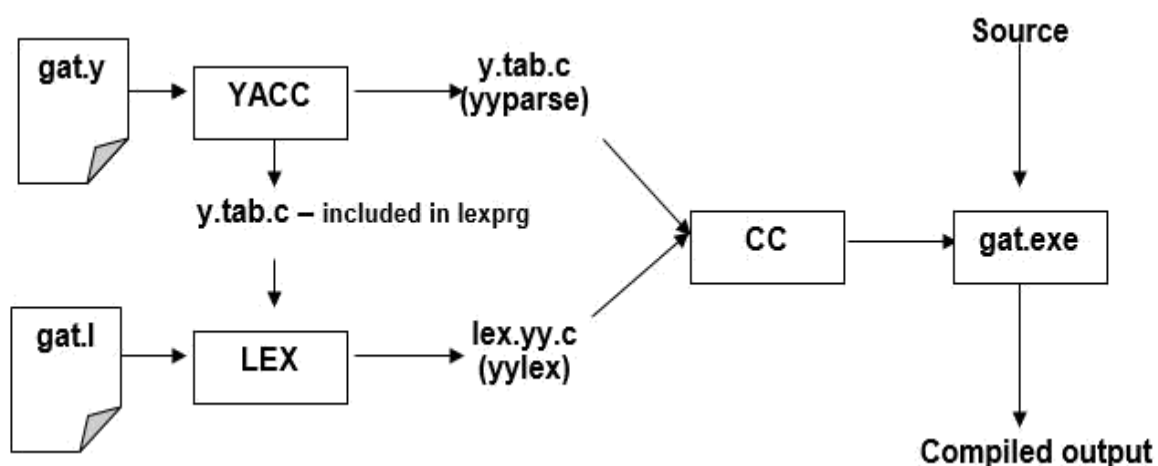 Source
gat.y
YACC
y.tab.c
(yyparse)
y.tab.c – included in lexprg
CC
gat.exe
gat.l
LEX
lex.yy.c
(yylex)
Compiled output